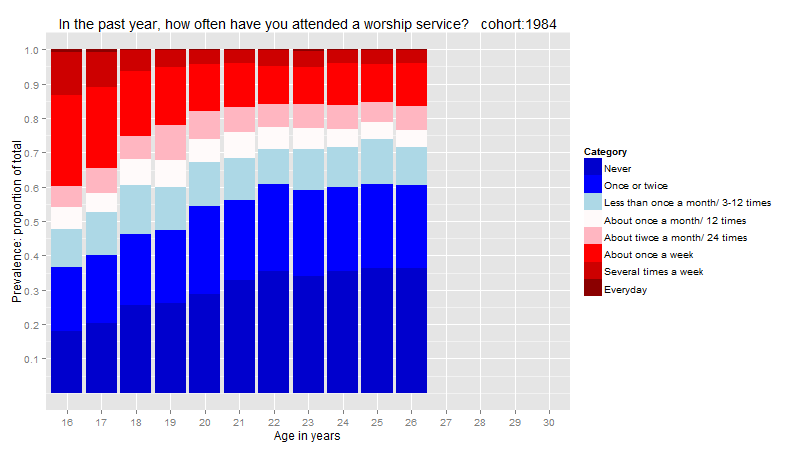 In the past year, how often have you attended a worship service?   cohort:1984
Prevalence: proportion of total
1.0
0.9
0.8
0.7
0.6
0.5
0.4
0.3
0.2
0.1
16 17 18 19 20 21 22 23 24 25 26 27 28 29 30
Age in years
Category
Never
Once or twice
Less than once a month/ 3-12 times
About once a month/ 12 times
About tiwce a month/ 24 times
About once a week
Several times a week
Everyday